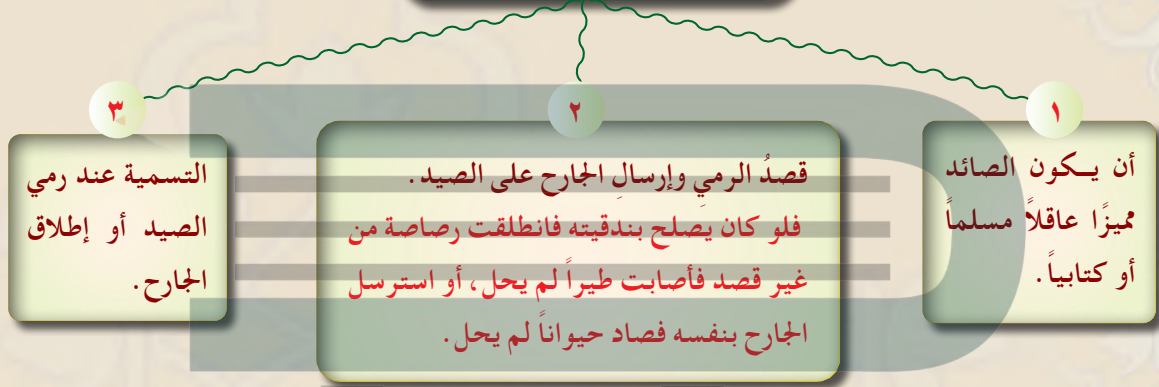 ١
أن يكون الصائد
مميزًا عاقلاً مسلماً
أو كتابياً.
٢
قصدُ الرميِ وإرسالِ الجارح على الصيد.
فلو كان يصلح بندقيته فانطلقت رصاصة من
غير قصد فأصابت طيراً لم يحل، أو استرسل
الجارح بنفسه فصاد حيواناً لم يحل.
٣
التسمية عند رمي
الصيد أو إطلاق
الجارح.